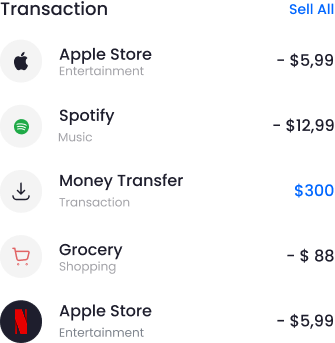 Transaction Sell All
Apple Store - $5,99
Entertainment
Spotify - $12,99
Music
Money Transfer $300
Transaction
Grocery - $ 88
Shopping
Apple Store - $5,99
Entertainment